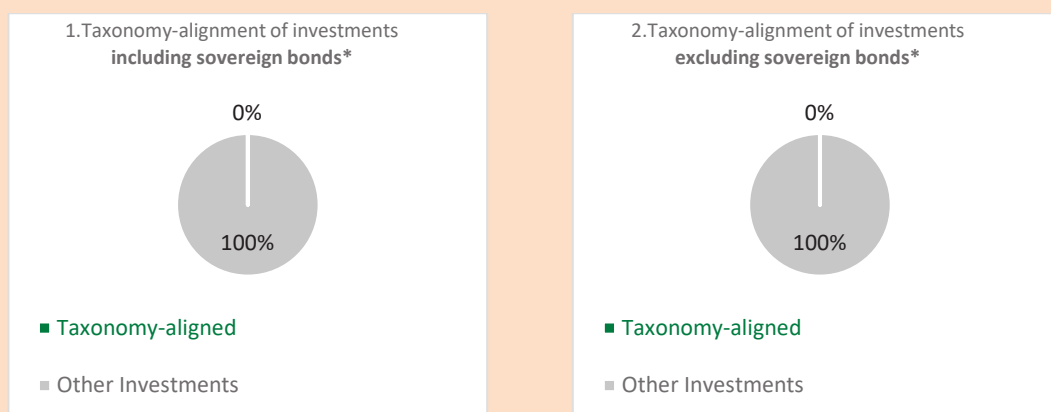 1.Taxonomy-alignment of investments
including sovereign bonds*
0%
100%
Taxonomy-aligned
Other Investments
2.Taxonomy-alignment of investments
excluding sovereign bonds*
0%
100%
Taxonomy-aligned
Other Investments